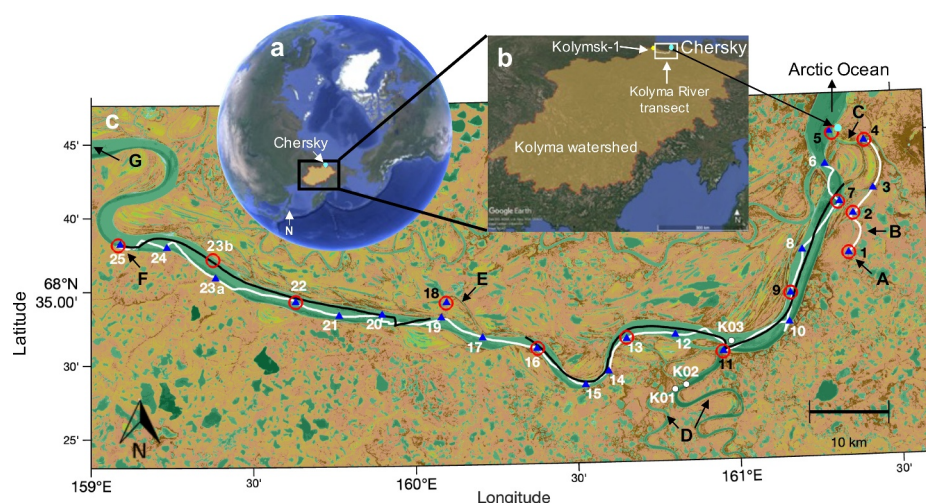 a
Chersky
N
b
Kolymsk-1
Chersky
Kolyma River
transect
Kolyma watershed
Google Earth
N
Arctic Ocean
c
45'
40'
68°N
35.00'
30'
25'
Latitude
G
C
5
4
6
3
7
2
B
8
1
A
23b
25
24
F
23a
22
18
E
9
21
20
19
10
17
K03
13
12
16
11
14
K02
15
K01
D
10 km
N
159°E
30'
160
30'
161
30'
Longitude